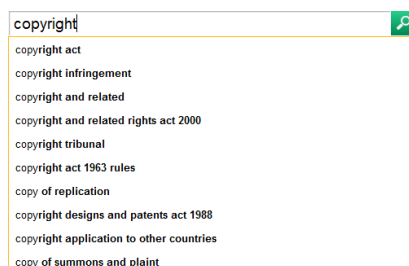 copyright
copyright act
copyright infringement
copyright and related
copyright and related rights act 2000
copyright tribunal
copyright act 1963 rules
copy of replication
copyright designs and patents act 1988
copyright application to other countries
copy of summons and plaint